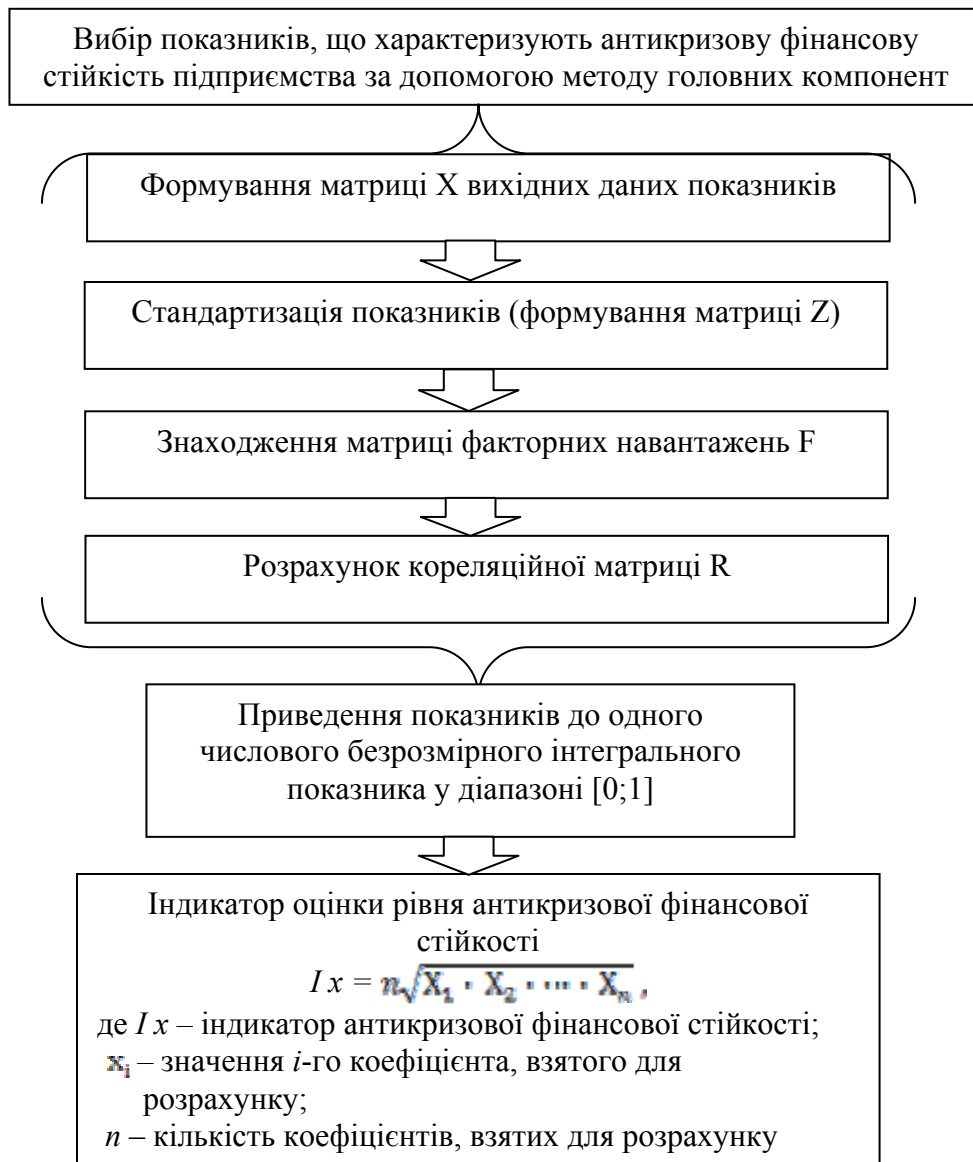 Вибір показників, що характеризують антикризову фінансову
стійкість підприємства за допомогою методу головних компонент
Формування матриці X вихідних даних показників
Стандартизація показників (формування матриці Z)
Знаходження матриці факторних навантажень F
Розрахунок кореляційної матриці R
Приведення показників до одного
числового безрозмірного інтегрального
показника у діапазоні [0;1]
Індикатор оцінки рівня антикризової фінансової
стійкості
I x = n√X₁ · X₂ · ... · Xₙ ,
де I x – індикатор антикризової фінансової стійкості;
xᵢ – значення i-го коефіцієнта, взятого для
розрахунку;
n – кількість коефіцієнтів, взятих для розрахунку